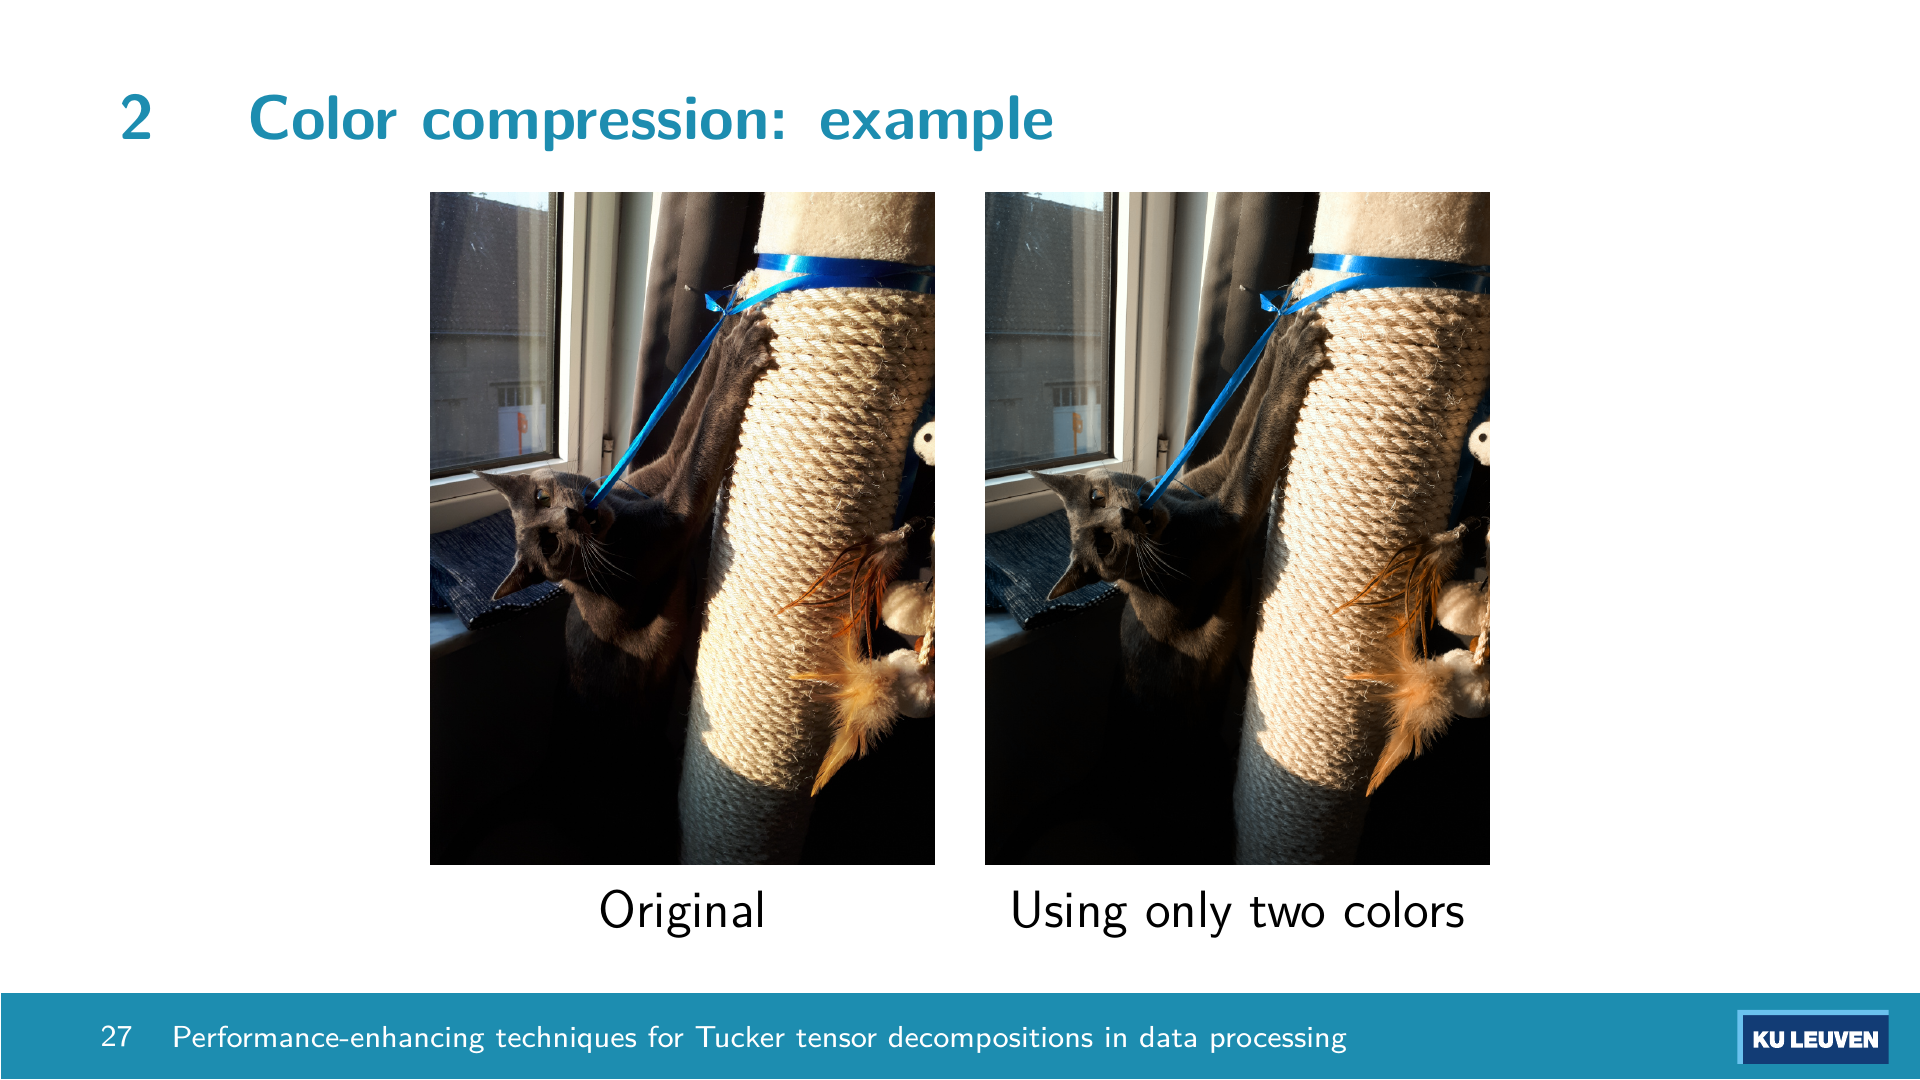 2 Color compression: example
Original
Using only two colors
27 Performance-enhancing techniques for Tucker tensor decompositions in data processing
KU LEUVEN